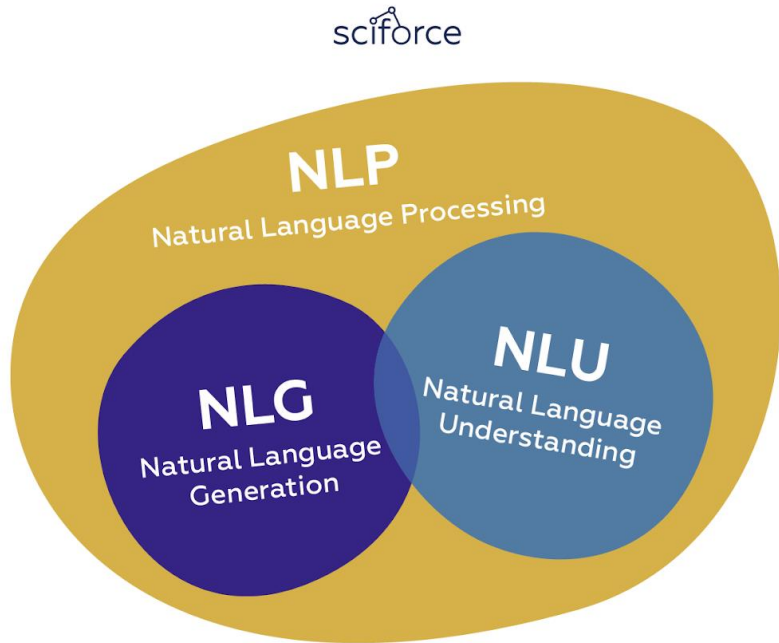 sciforce
NLP
Natural Language Processing
NLG
Natural Language
Generation
NLU
Natural Language
Understanding